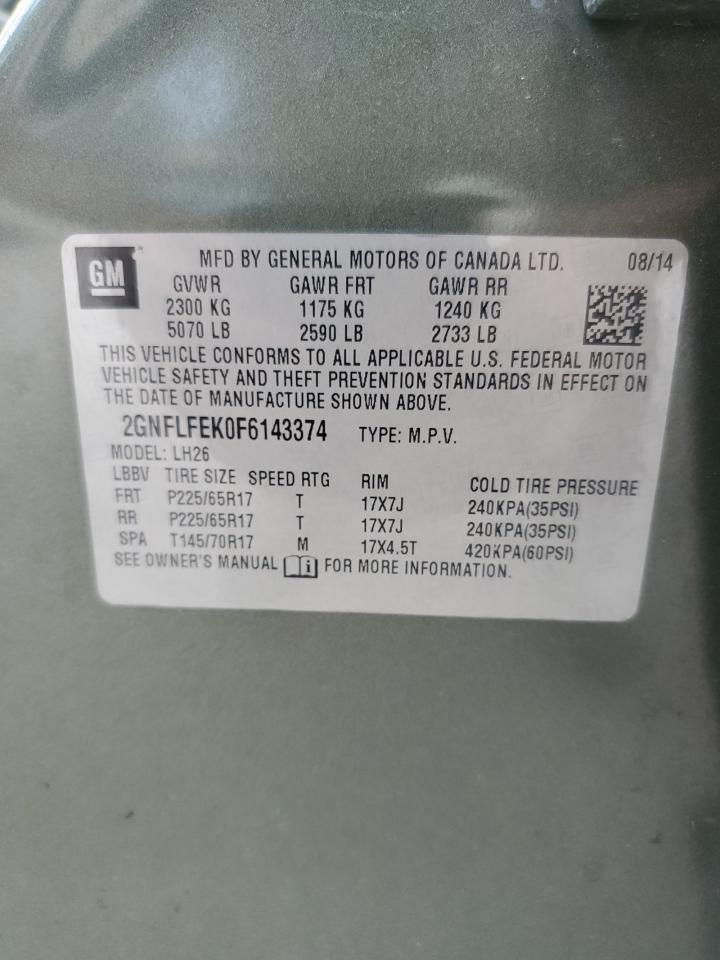 GM
MFD BY GENERAL MOTORS OF CANADA LTD. 08/14
GVWR GAWR FRT GAWR RR
2300 KG 1175 KG 1240 KG
5070 LB 2590 LB 2733 LB
THIS VEHICLE CONFORMS TO ALL APPLICABLE U.S. FEDERAL MOTOR
VEHICLE SAFETY AND THEFT PREVENTION STANDARDS IN EFFECT ON
THE DATE OF MANUFACTURE SHOWN ABOVE.
2GNFLFEK0F6143374 TYPE: M.P.V.
MODEL: LH26
LBBV TIRE SIZE SPEED RTG RIM COLD TIRE PRESSURE
FRT P225/65R17 T 17X7J 240KPA(35PSI)
RR P225/65R17 T 17X7J 240KPA(35PSI)
SPA T145/70R17 M 17X4.5T 420KPA(60PSI)
SEE OWNER'S MANUAL i FOR MORE INFORMATION.